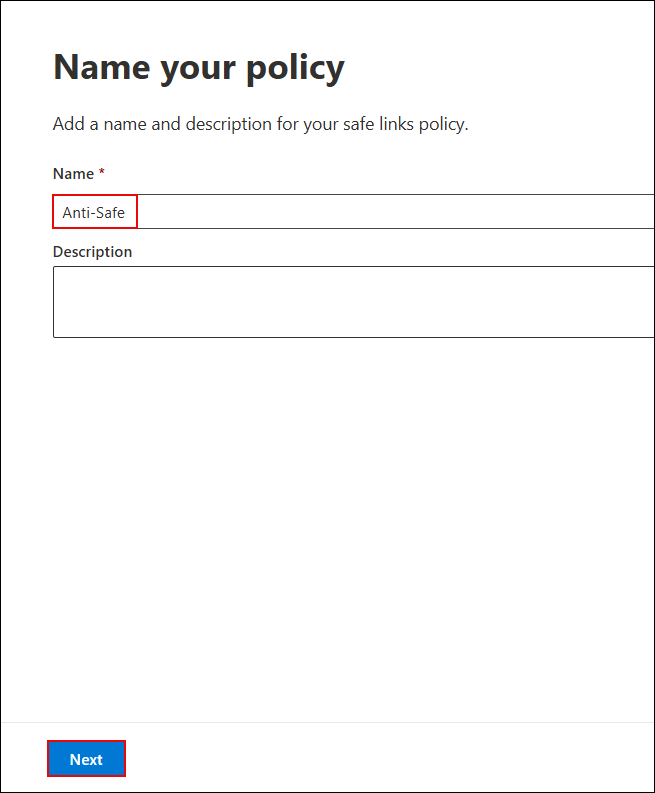 Name your policy
Add a name and description for your safe links policy.
Name *
Anti-Safe
Description
Next